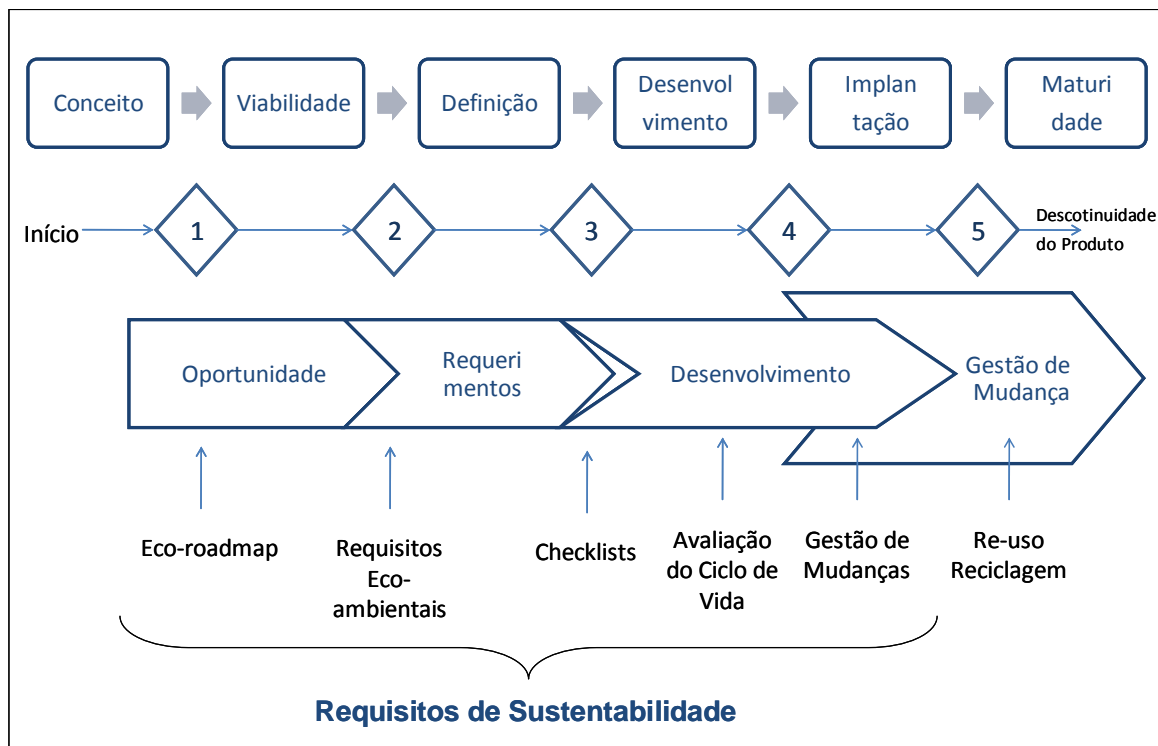 Conceito
Viabilidade
Definição
Desenvol
vimento
Implan
tação
Maturi
dade
Início
1
2
3
4
5
Descotinuidade
do Produto
Oportunidade
Requeri
mentos
Desenvolvimento
Gestão de
Mudança
Eco-roadmap
Requisitos
Eco-
ambientais
Checklists
Avaliação
do Ciclo de
Vida
Gestão de
Mudanças
Re-uso
Reciclagem
Requisitos de Sustentabilidade